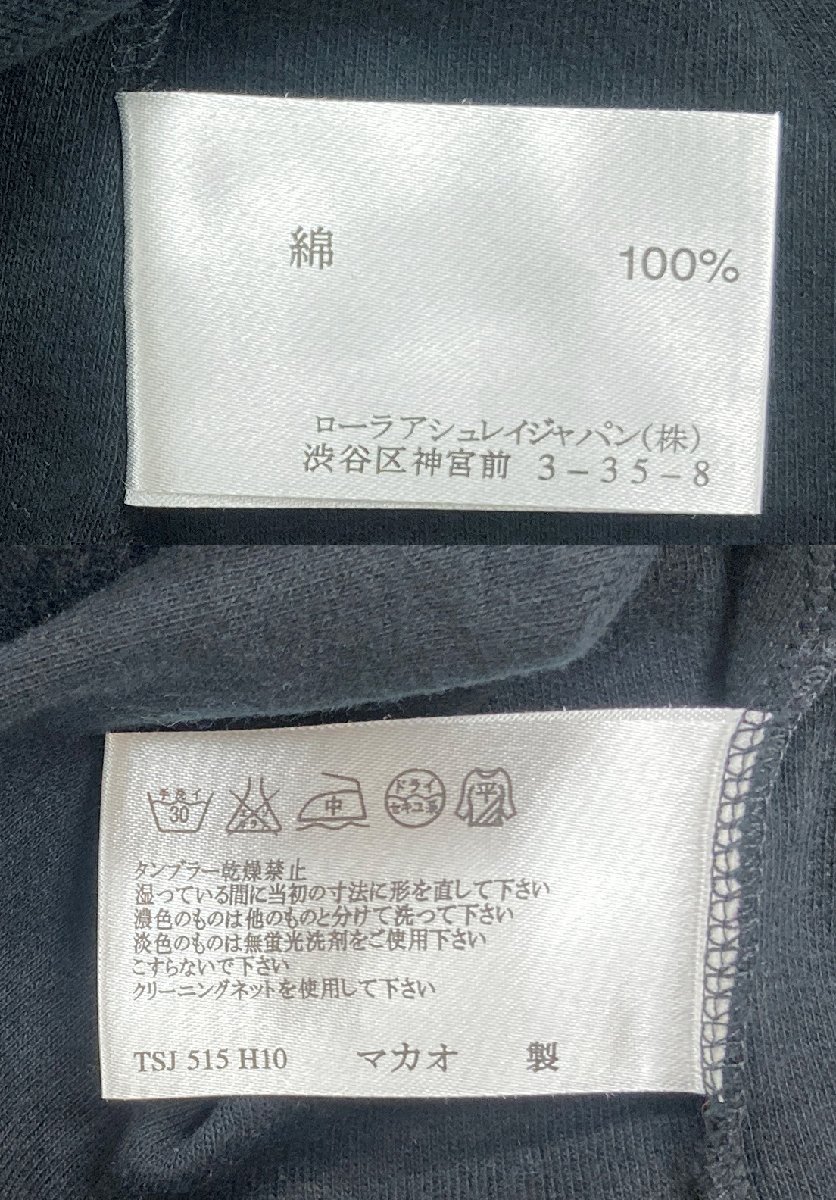 綿 100%
ローラアシュレイジャパン(株)
渋谷区神宮前 3-35-8
手洗イ 30 中 ドライ セキユ系 平
タンブラー乾燥禁止
湿っている間に当初の寸法に形を直して下さい
濃色のものは他のものと分けて洗って下さい
淡色のものは無蛍光洗剤をご使用下さい
こすらないで下さい
クリーニングネットを使用して下さい
TSJ 515 H10 マカオ 製